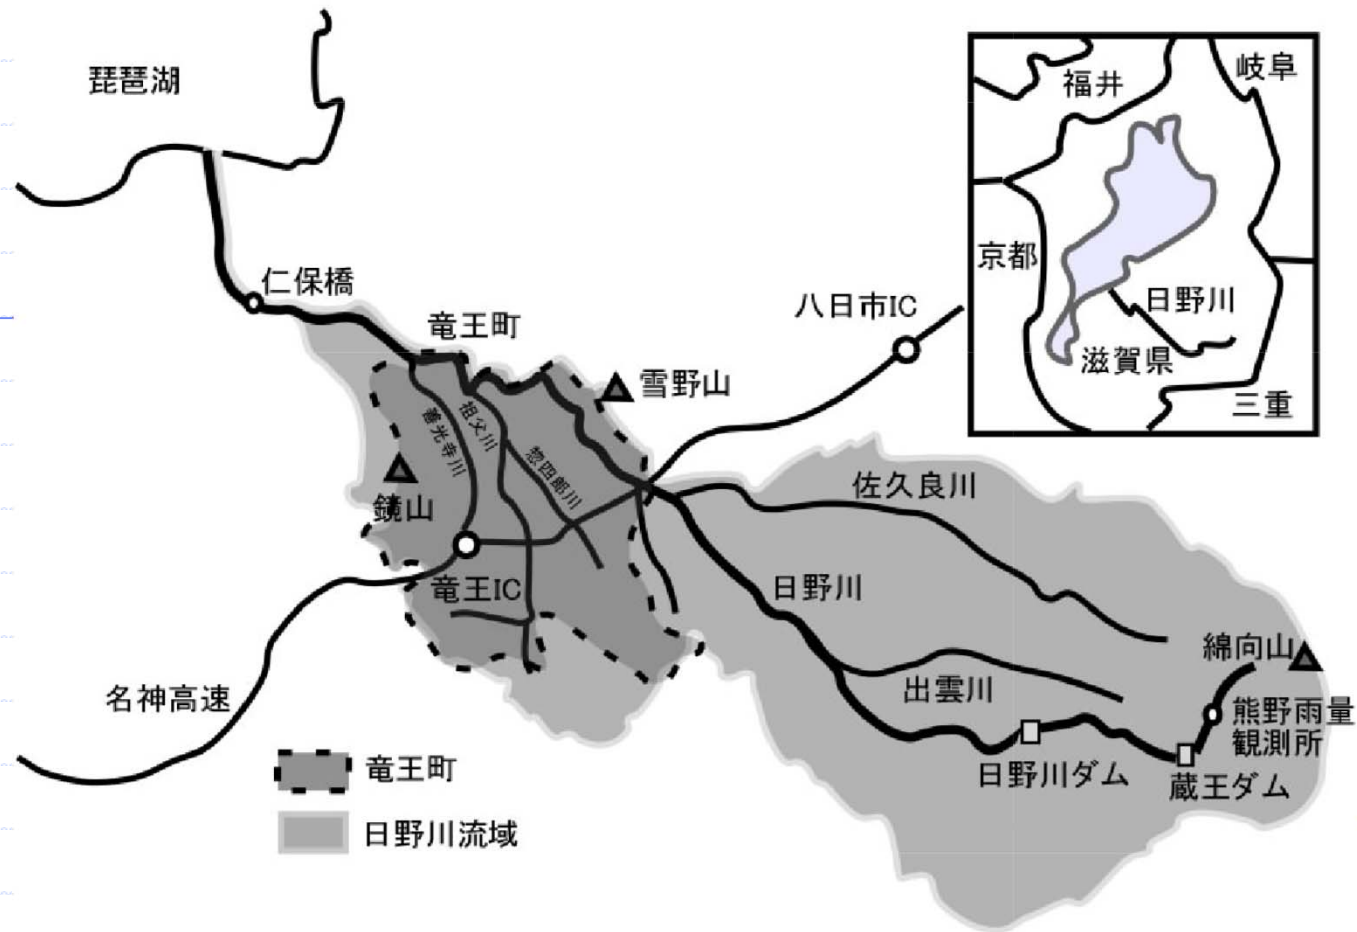 琵琶湖
仁保橋
竜王町
八日市IC
雪野山
善光寺川
祖父川
惣四郎川
鏡山
竜王IC
名神高速
佐久良川
日野川
出雲川
綿向山
熊野雨量
観測所
日野川ダム
蔵王ダム
竜王町
日野川流域
福井
岐阜
京都
日野川
滋賀県
三重